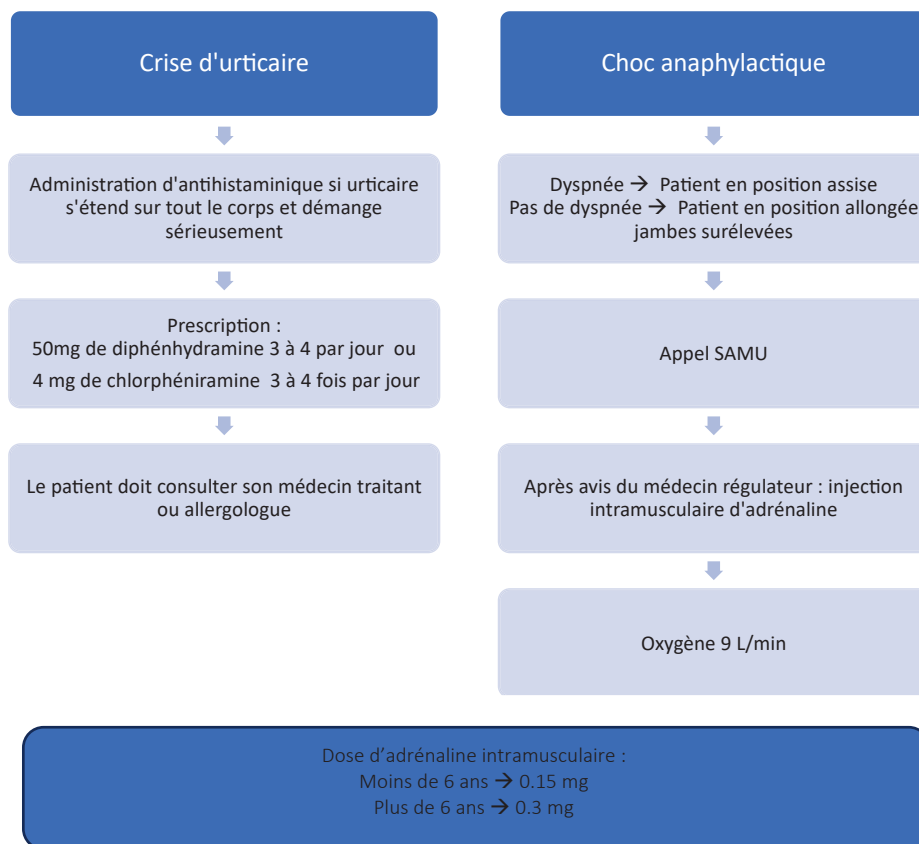 Crise d'urticaire
Administration d'antihistaminique si urticaire
s'étend sur tout le corps et démange
sérieusement
Prescription :
50mg de diphénhydramine 3 à 4 par jour ou
4 mg de chlorphéniramine 3 à 4 fois par jour
Le patient doit consulter son médecin traitant
ou allergologue
Choc anaphylactique
Dyspnée → Patient en position assise
Pas de dyspnée → Patient en position allongée
jambes surélevées
Appel SAMU
Après avis du médecin régulateur : injection
intramusculaire d'adrénaline
Oxygène 9 L/min
Dose d’adrénaline intramusculaire :
Moins de 6 ans → 0.15 mg
Plus de 6 ans → 0.3 mg